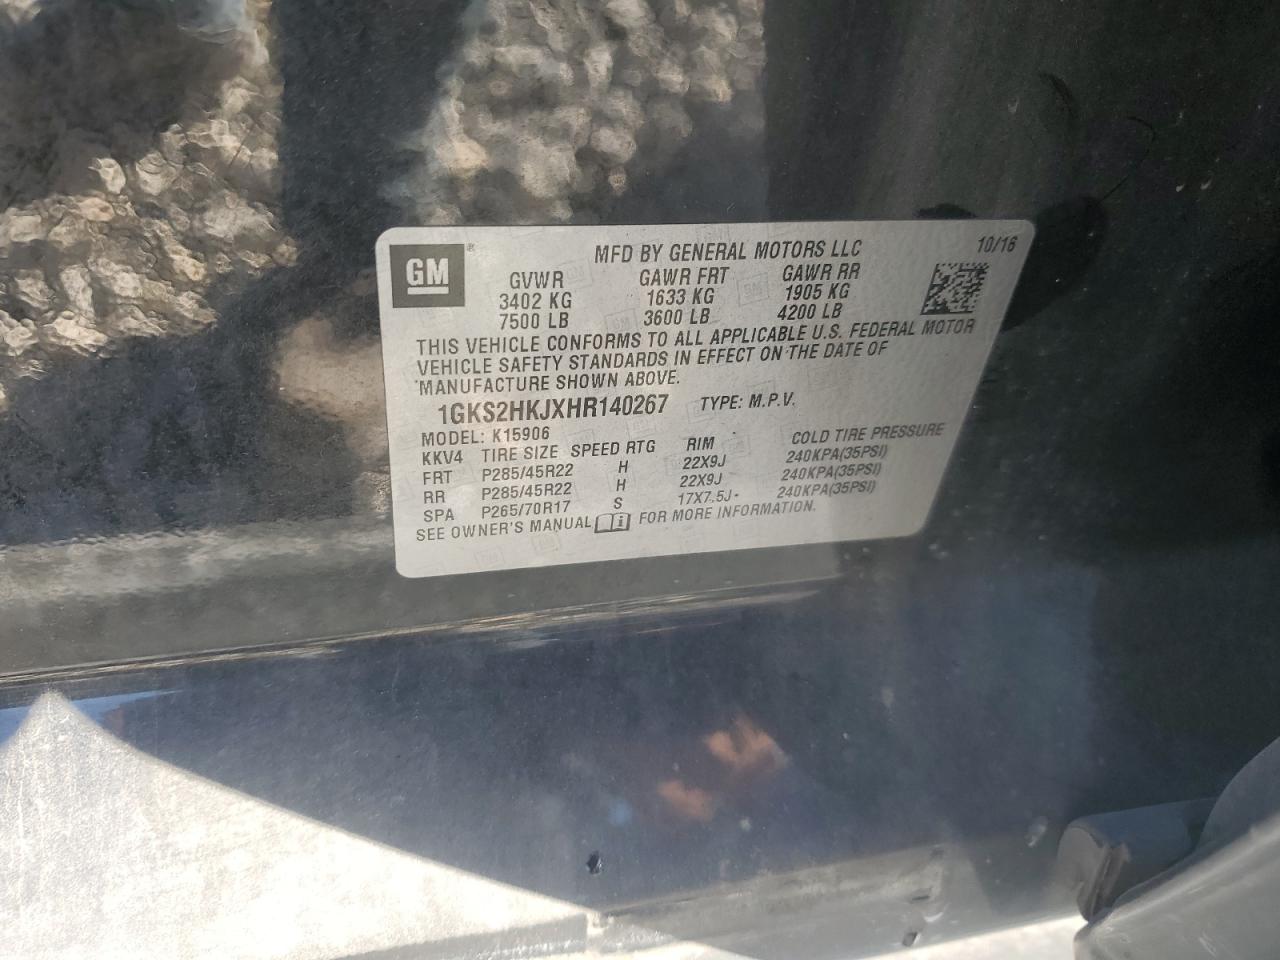 GM® MFD BY GENERAL MOTORS LLC 10/16
GVWR GAWR FRT GAWR RR
3402 KG 1633 KG 1905 KG
7500 LB 3600 LB 4200 LB
THIS VEHICLE CONFORMS TO ALL APPLICABLE U.S. FEDERAL MOTOR
VEHICLE SAFETY STANDARDS IN EFFECT ON THE DATE OF
MANUFACTURE SHOWN ABOVE.
1GKS2HKJXHR140267 TYPE: M.P.V.
MODEL: K15906
KKV4 TIRE SIZE SPEED RTG RIM COLD TIRE PRESSURE
FRT P285/45R22 H 22X9J 240KPA(35PSI)
RR P285/45R22 H 22X9J 240KPA(35PSI)
SPA P265/70R17 S 17X7.5J 240KPA(35PSI)
SEE OWNER'S MANUAL FOR MORE INFORMATION.